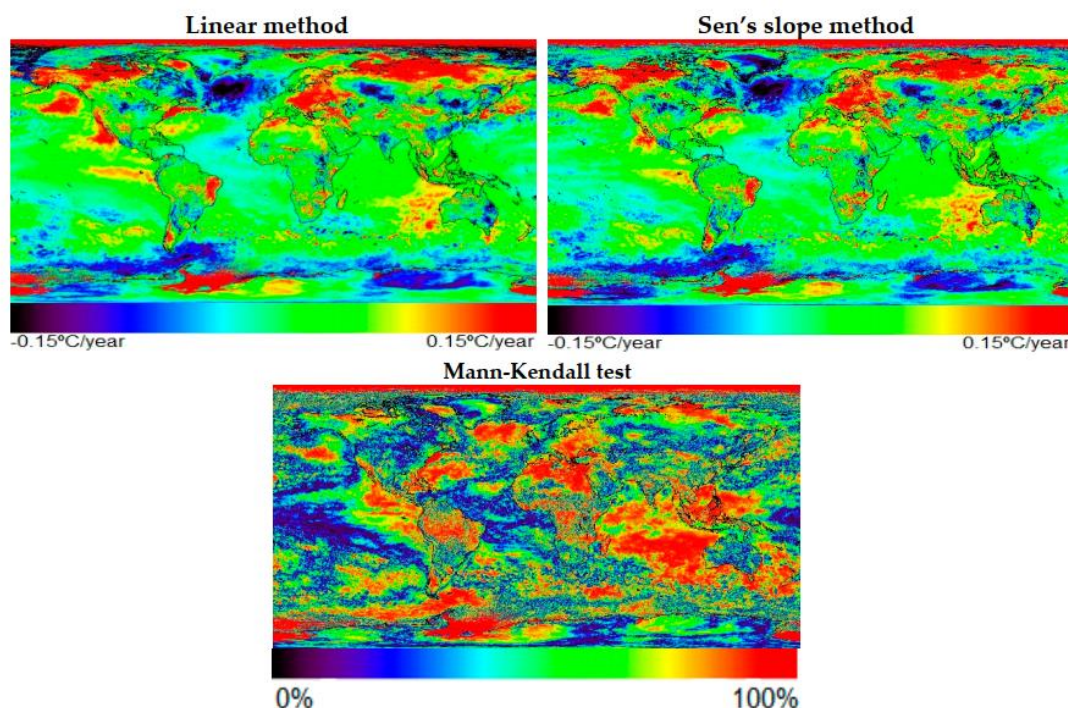 Linear method
Sen's slope method
-0.15ºC/year 0.15ºC/year
-0.15ºC/year 0.15ºC/year
Mann-Kendall test
0% 100%